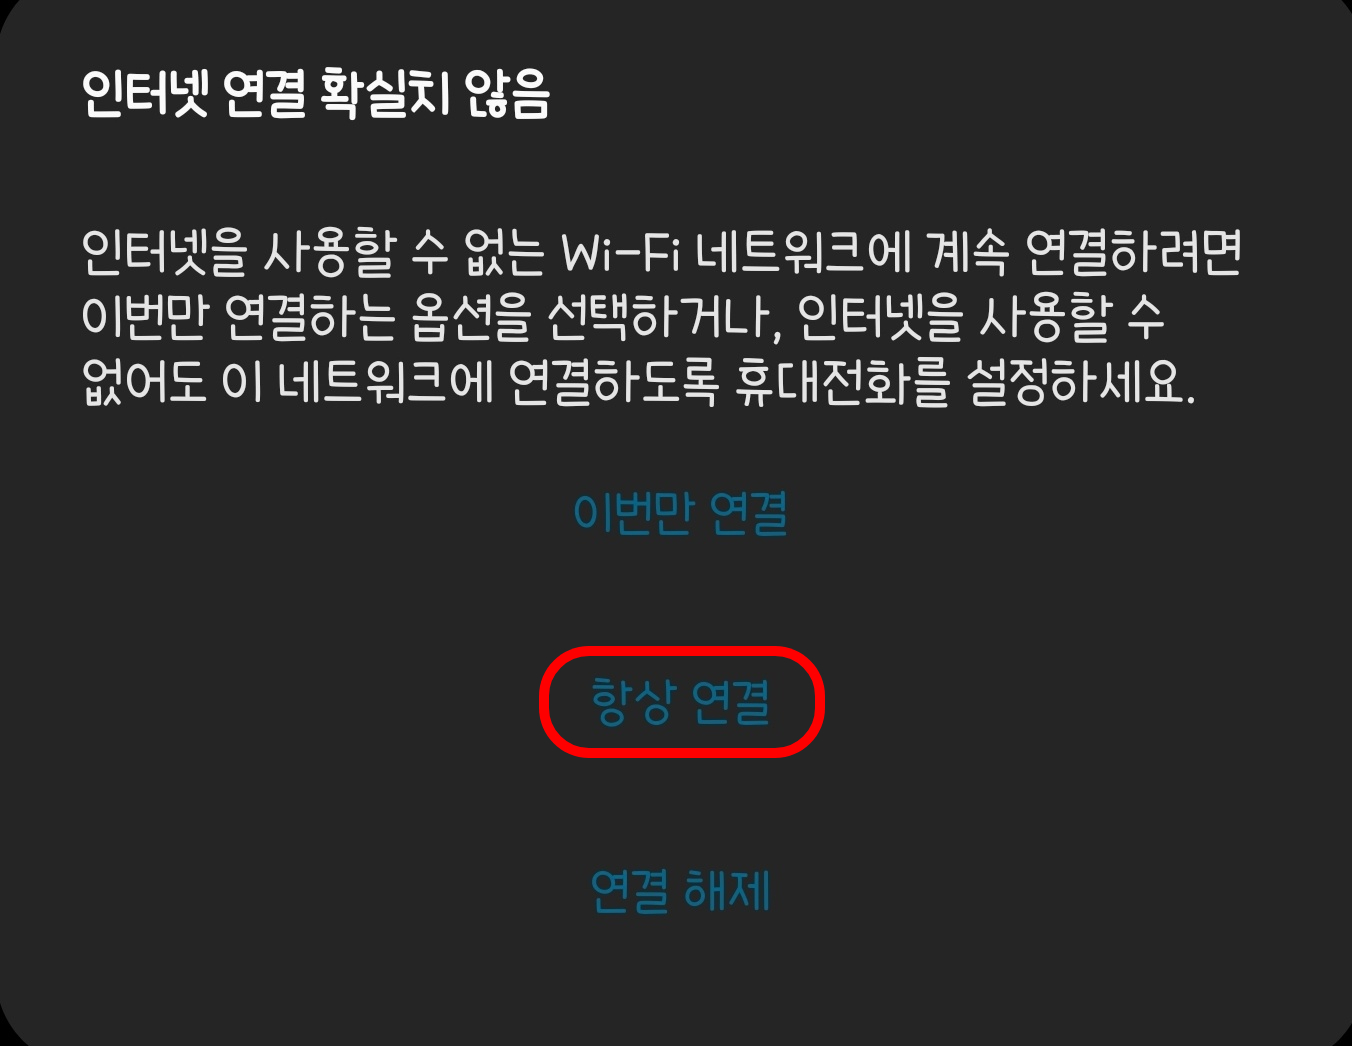 인터넷 연결 확실치 않음
인터넷을 사용할 수 없는 Wi-Fi 네트워크에 계속 연결하려면
이번만 연결하는 옵션을 선택하거나, 인터넷을 사용할 수
없어도 이 네트워크에 연결하도록 휴대전화를 설정하세요.
이번만 연결
항상 연결
연결 해제